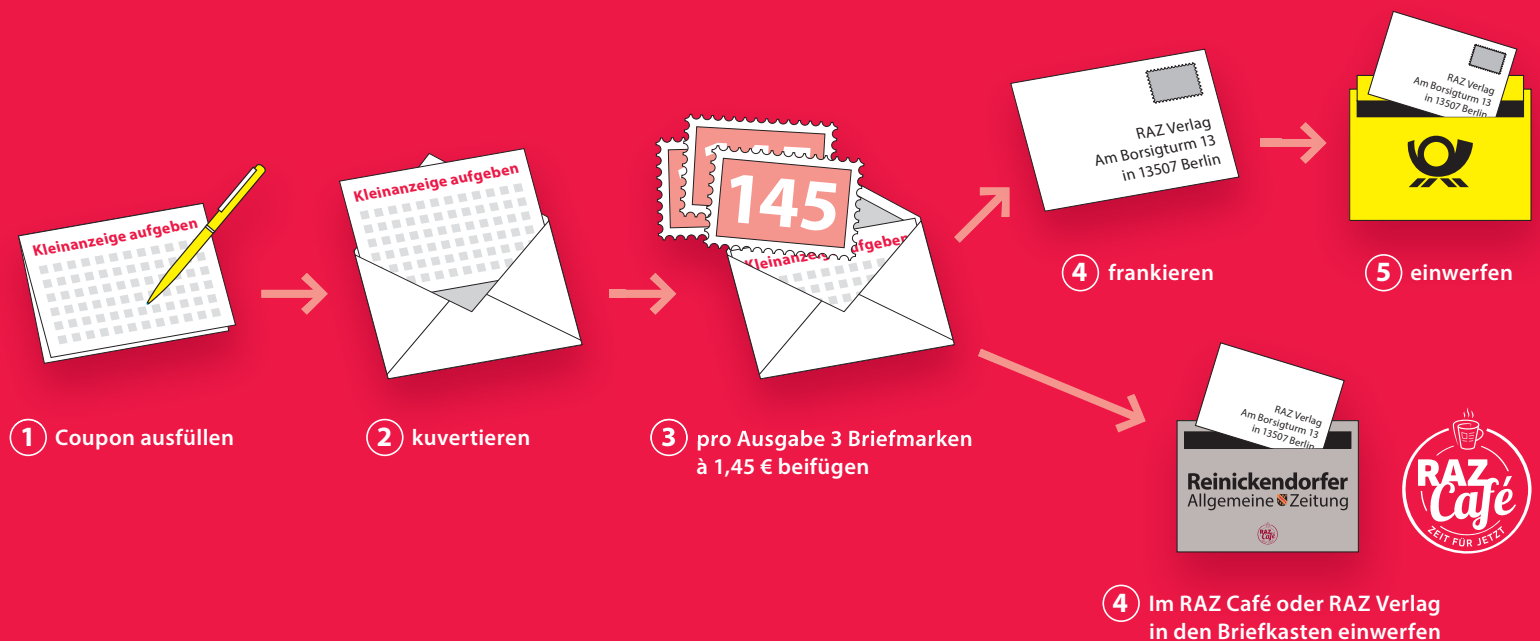 Kleinanzeige aufgeben
1 Coupon ausfüllen
Kleinanzeige aufgeben
2 kuvertieren
145
3 pro Ausgabe 3 Briefmarken
à 1,45 € beifügen
RAZ Verlag
Am Borsigturm 13
in 13507 Berlin
4 frankieren
RAZ Verlag
Am Borsigturm 13
in 13507 Berlin
5 einwerfen
RAZ Verlag
Am Borsigturm 13
in 13507 Berlin
Reinickendorfer
Allgemeine Zeitung
RAZ
Café
RAZ
Café
ZEIT FÜR JETZT
4 Im RAZ Café oder RAZ Verlag
in den Briefkasten einwerfen